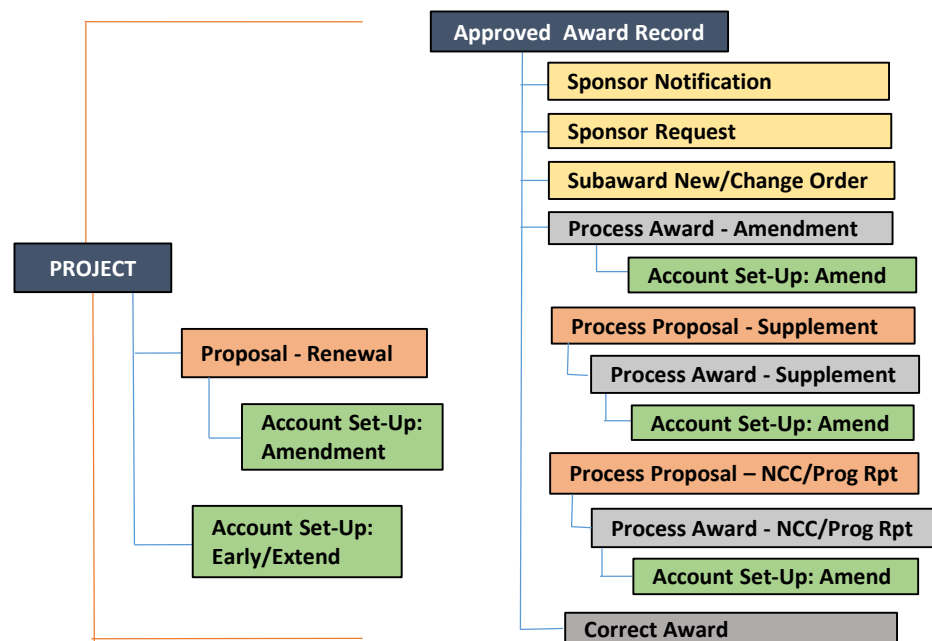 Approved Award Record
Sponsor Notification
Sponsor Request
Subaward New/Change Order
Process Award - Amendment
Account Set-Up: Amend
PROJECT
Process Proposal - Supplement
Proposal - Renewal
Process Award - Supplement
Account Set-Up: Amend
Account Set-Up:
Amendment
Process Proposal – NCC/Prog Rpt
Account Set-Up:
Early/Extend
Process Award - NCC/Prog Rpt
Account Set-Up: Amend
Correct Award